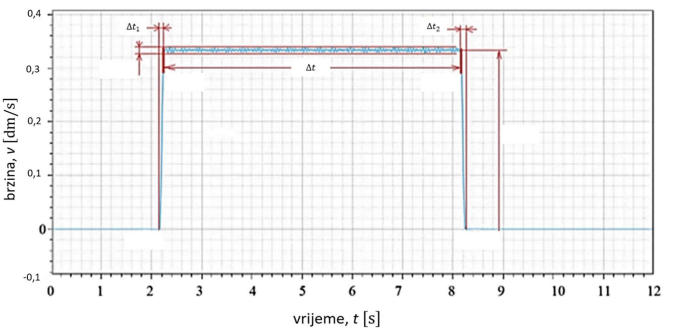 0,4
Δt₁
Δt₂
0,3
Δt
0,2
0,1
0
-0,1
brzina, v [dm/s]
0 1 2 3 4 5 6 7 8 9 10 11 12
vrijeme, t [s]